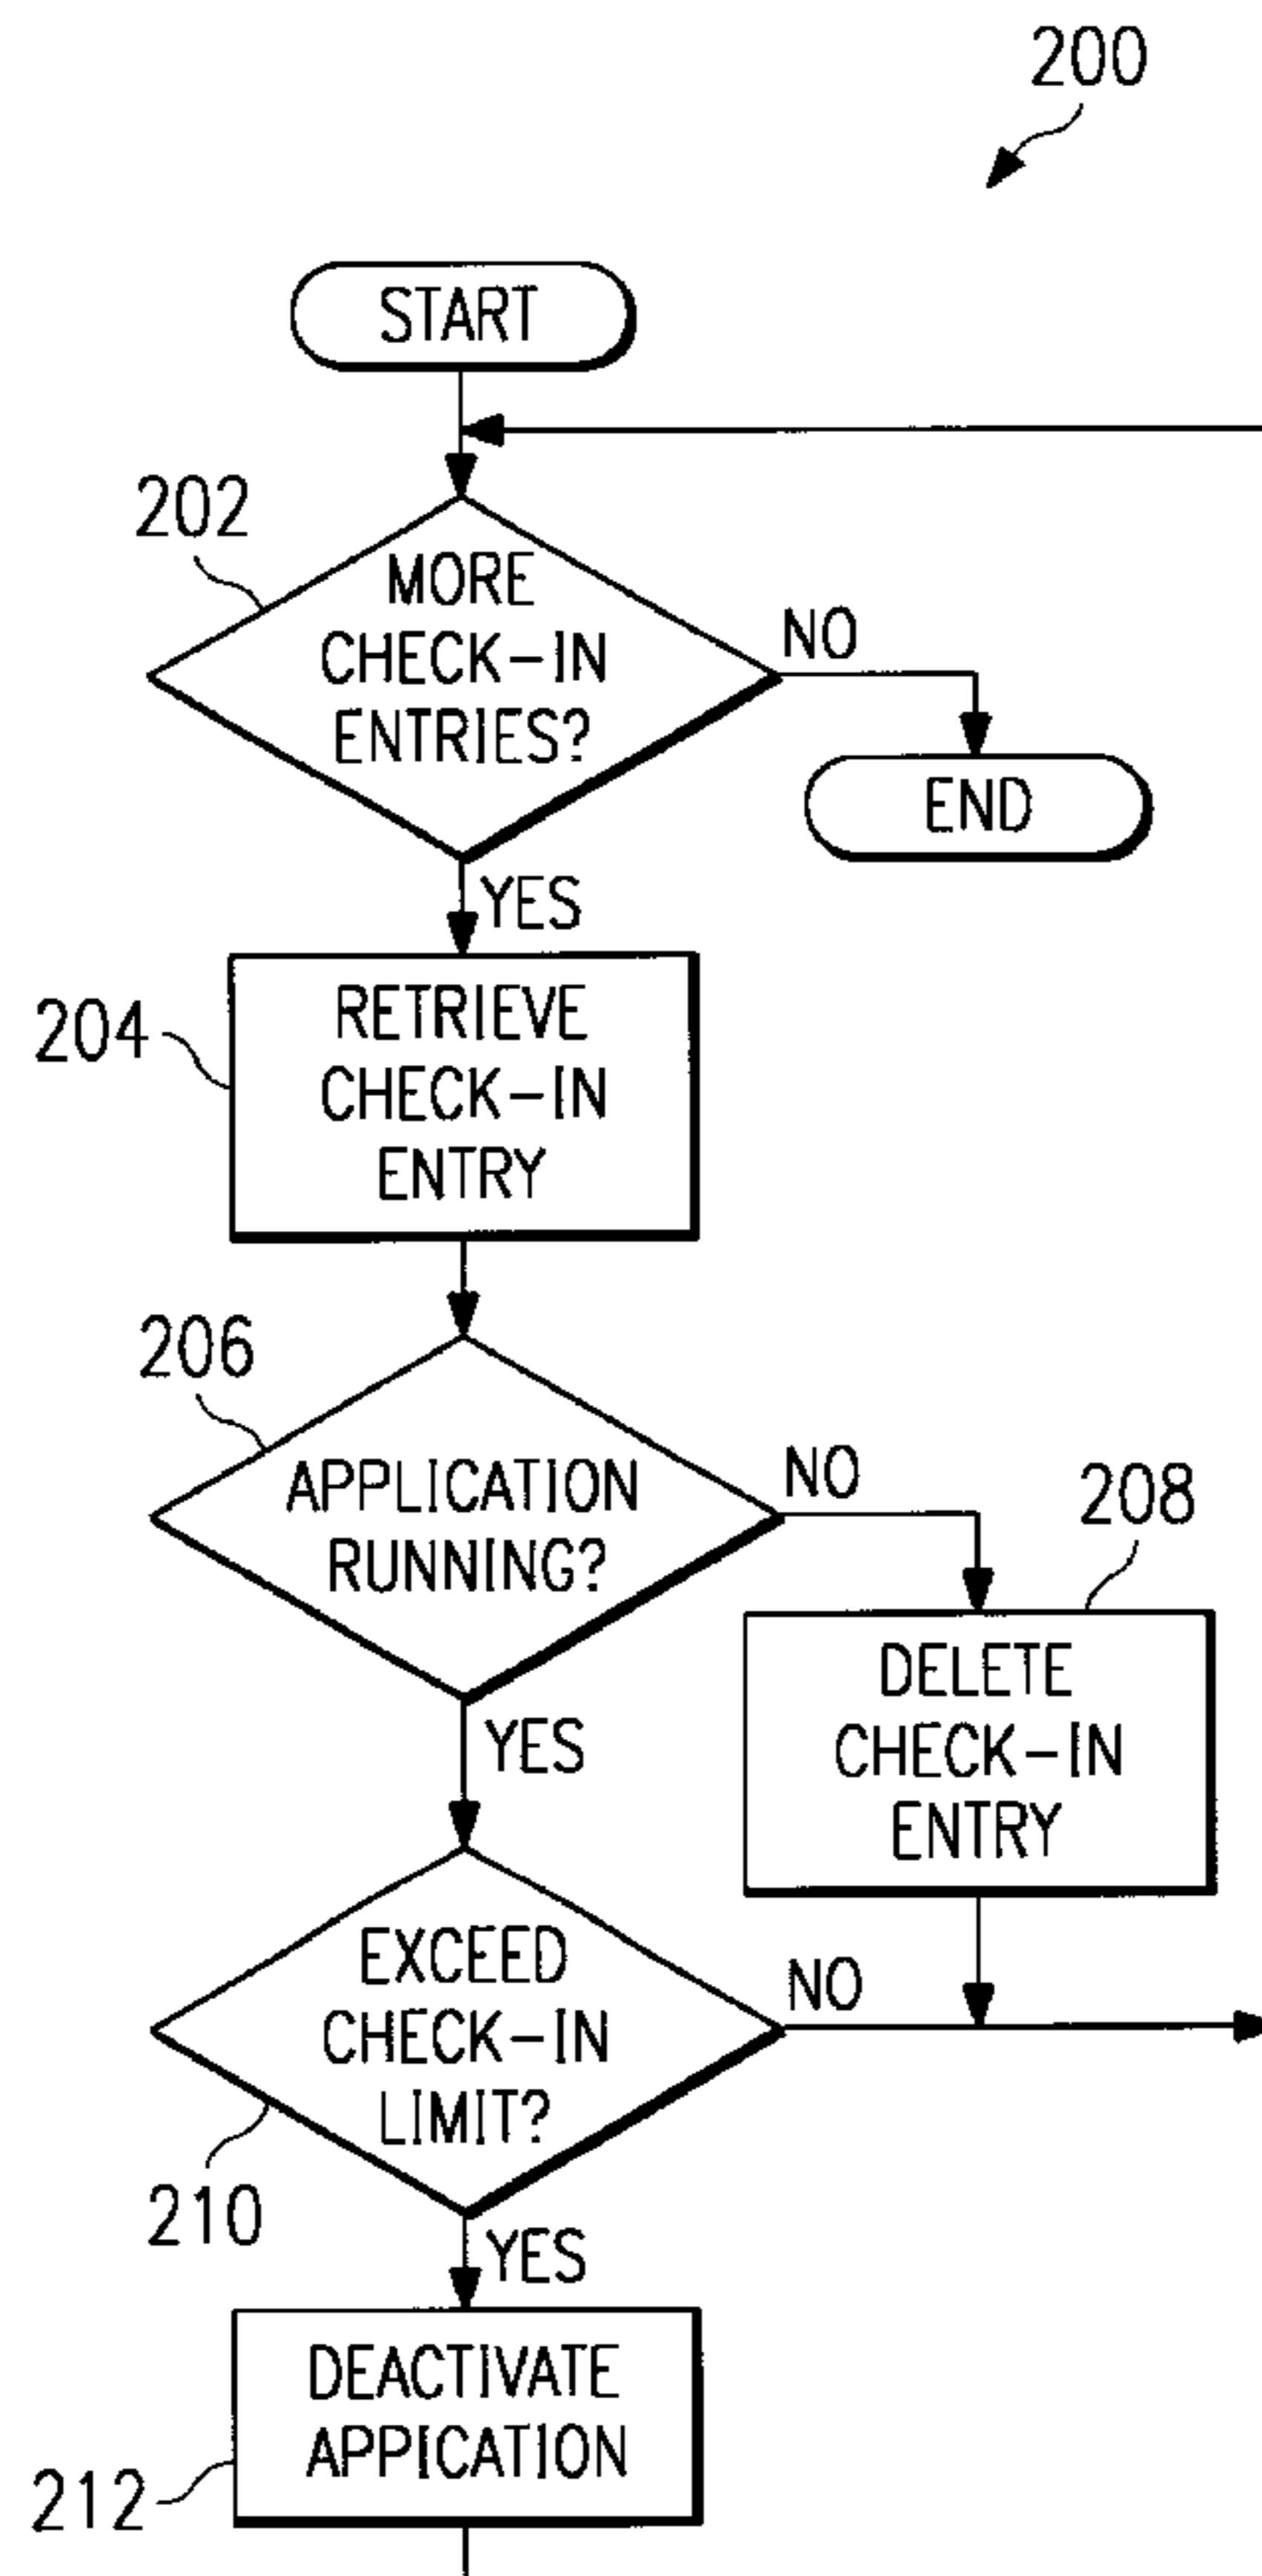 200
START
202
MORE
CHECK-IN
ENTRIES?
NO
END
YES
204
RETRIEVE
CHECK-IN
ENTRY
206
APPLICATION
RUNNING?
NO
208
DELETE
CHECK-IN
ENTRY
YES
EXCEED
CHECK-IN
LIMIT?
NO
210
YES
DEACTIVATE
APPICATION
212